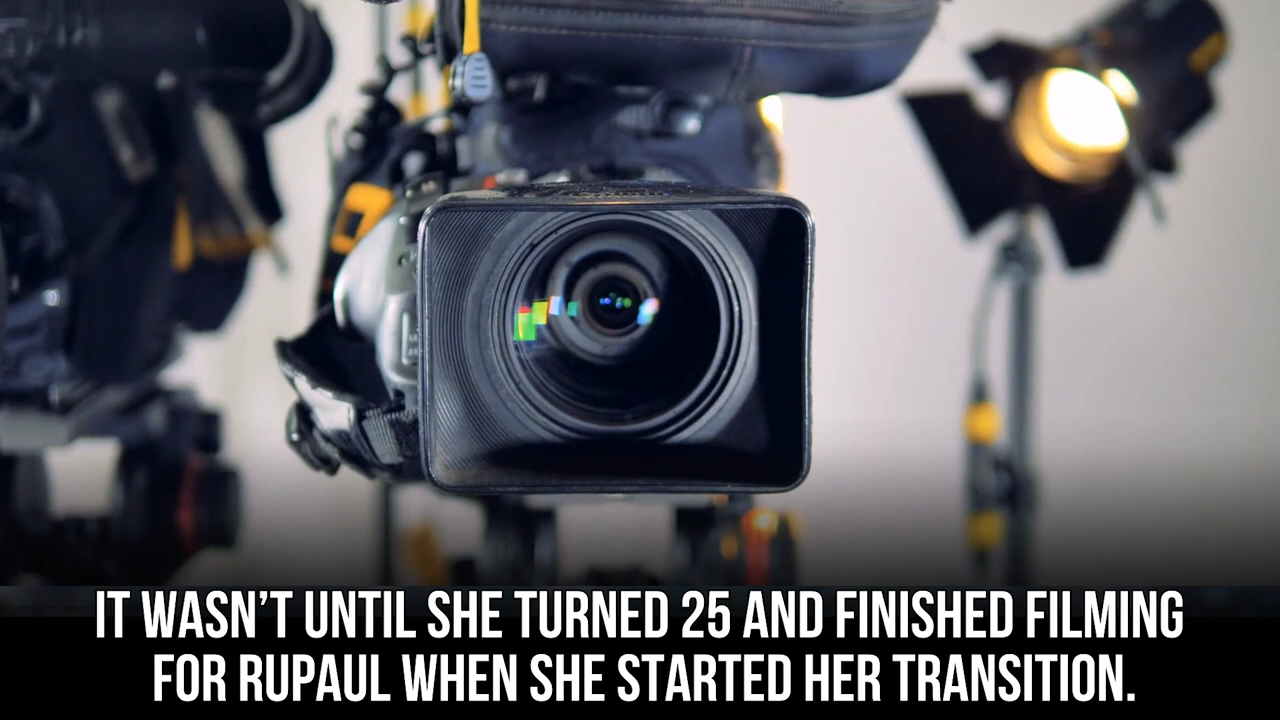 IT WASN'T UNTIL SHE TURNED 25 AND FINISHED FILMING
FOR RUPAUL WHEN SHE STARTED HER TRANSITION.